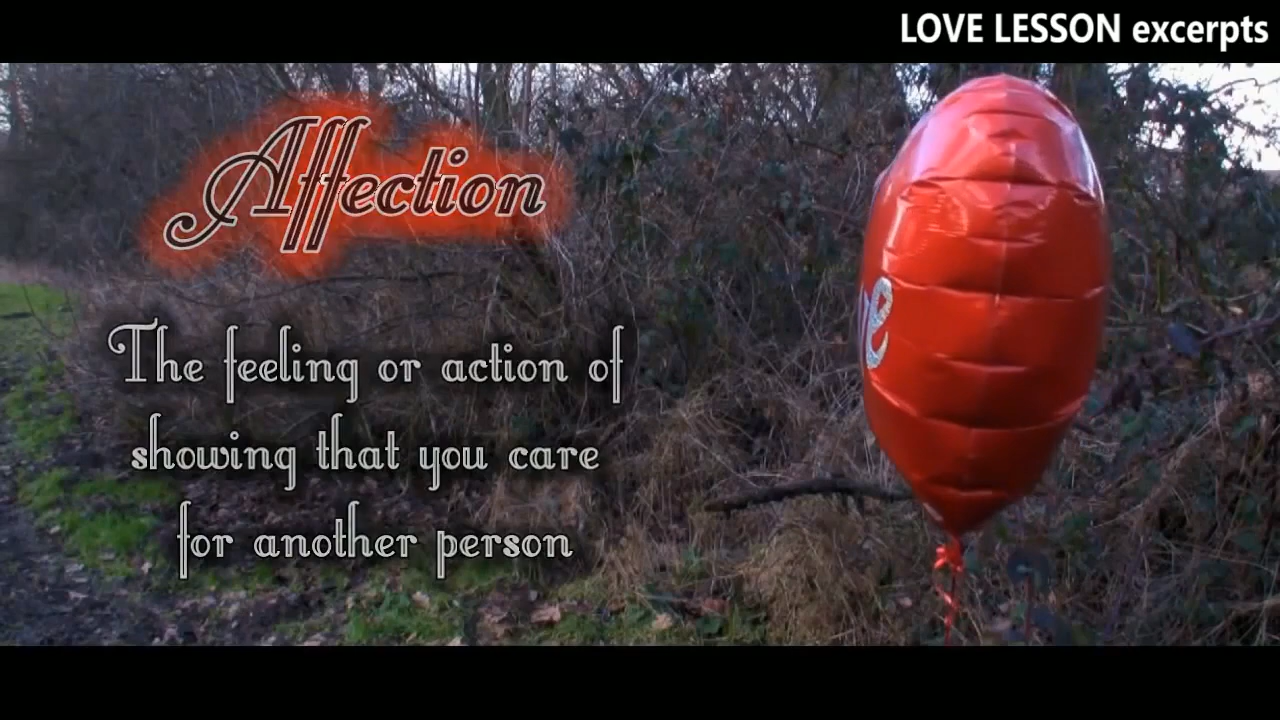 LOVE LESSON excerpts
Affection
The feeling or action of
showing that you care
for another person
e